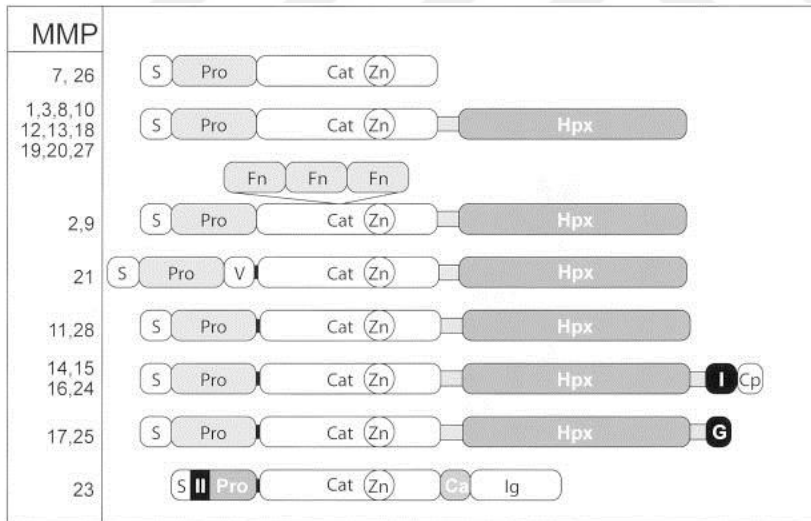 MMP
7, 26
S Pro Cat Zn
1,3,8,10
12,13,18
19,20,27
S Pro Cat Zn Hpx
Fn Fn Fn
2,9
S Pro Cat Zn Hpx
21
S Pro V Cat Zn Hpx
11,28
S Pro Cat Zn
14,15
16,24
S Pro Cat Zn Hpx I Cp
17,25
S Pro Cat Zn Hpx G
23
S II Pro Cat Zn Ca Ig